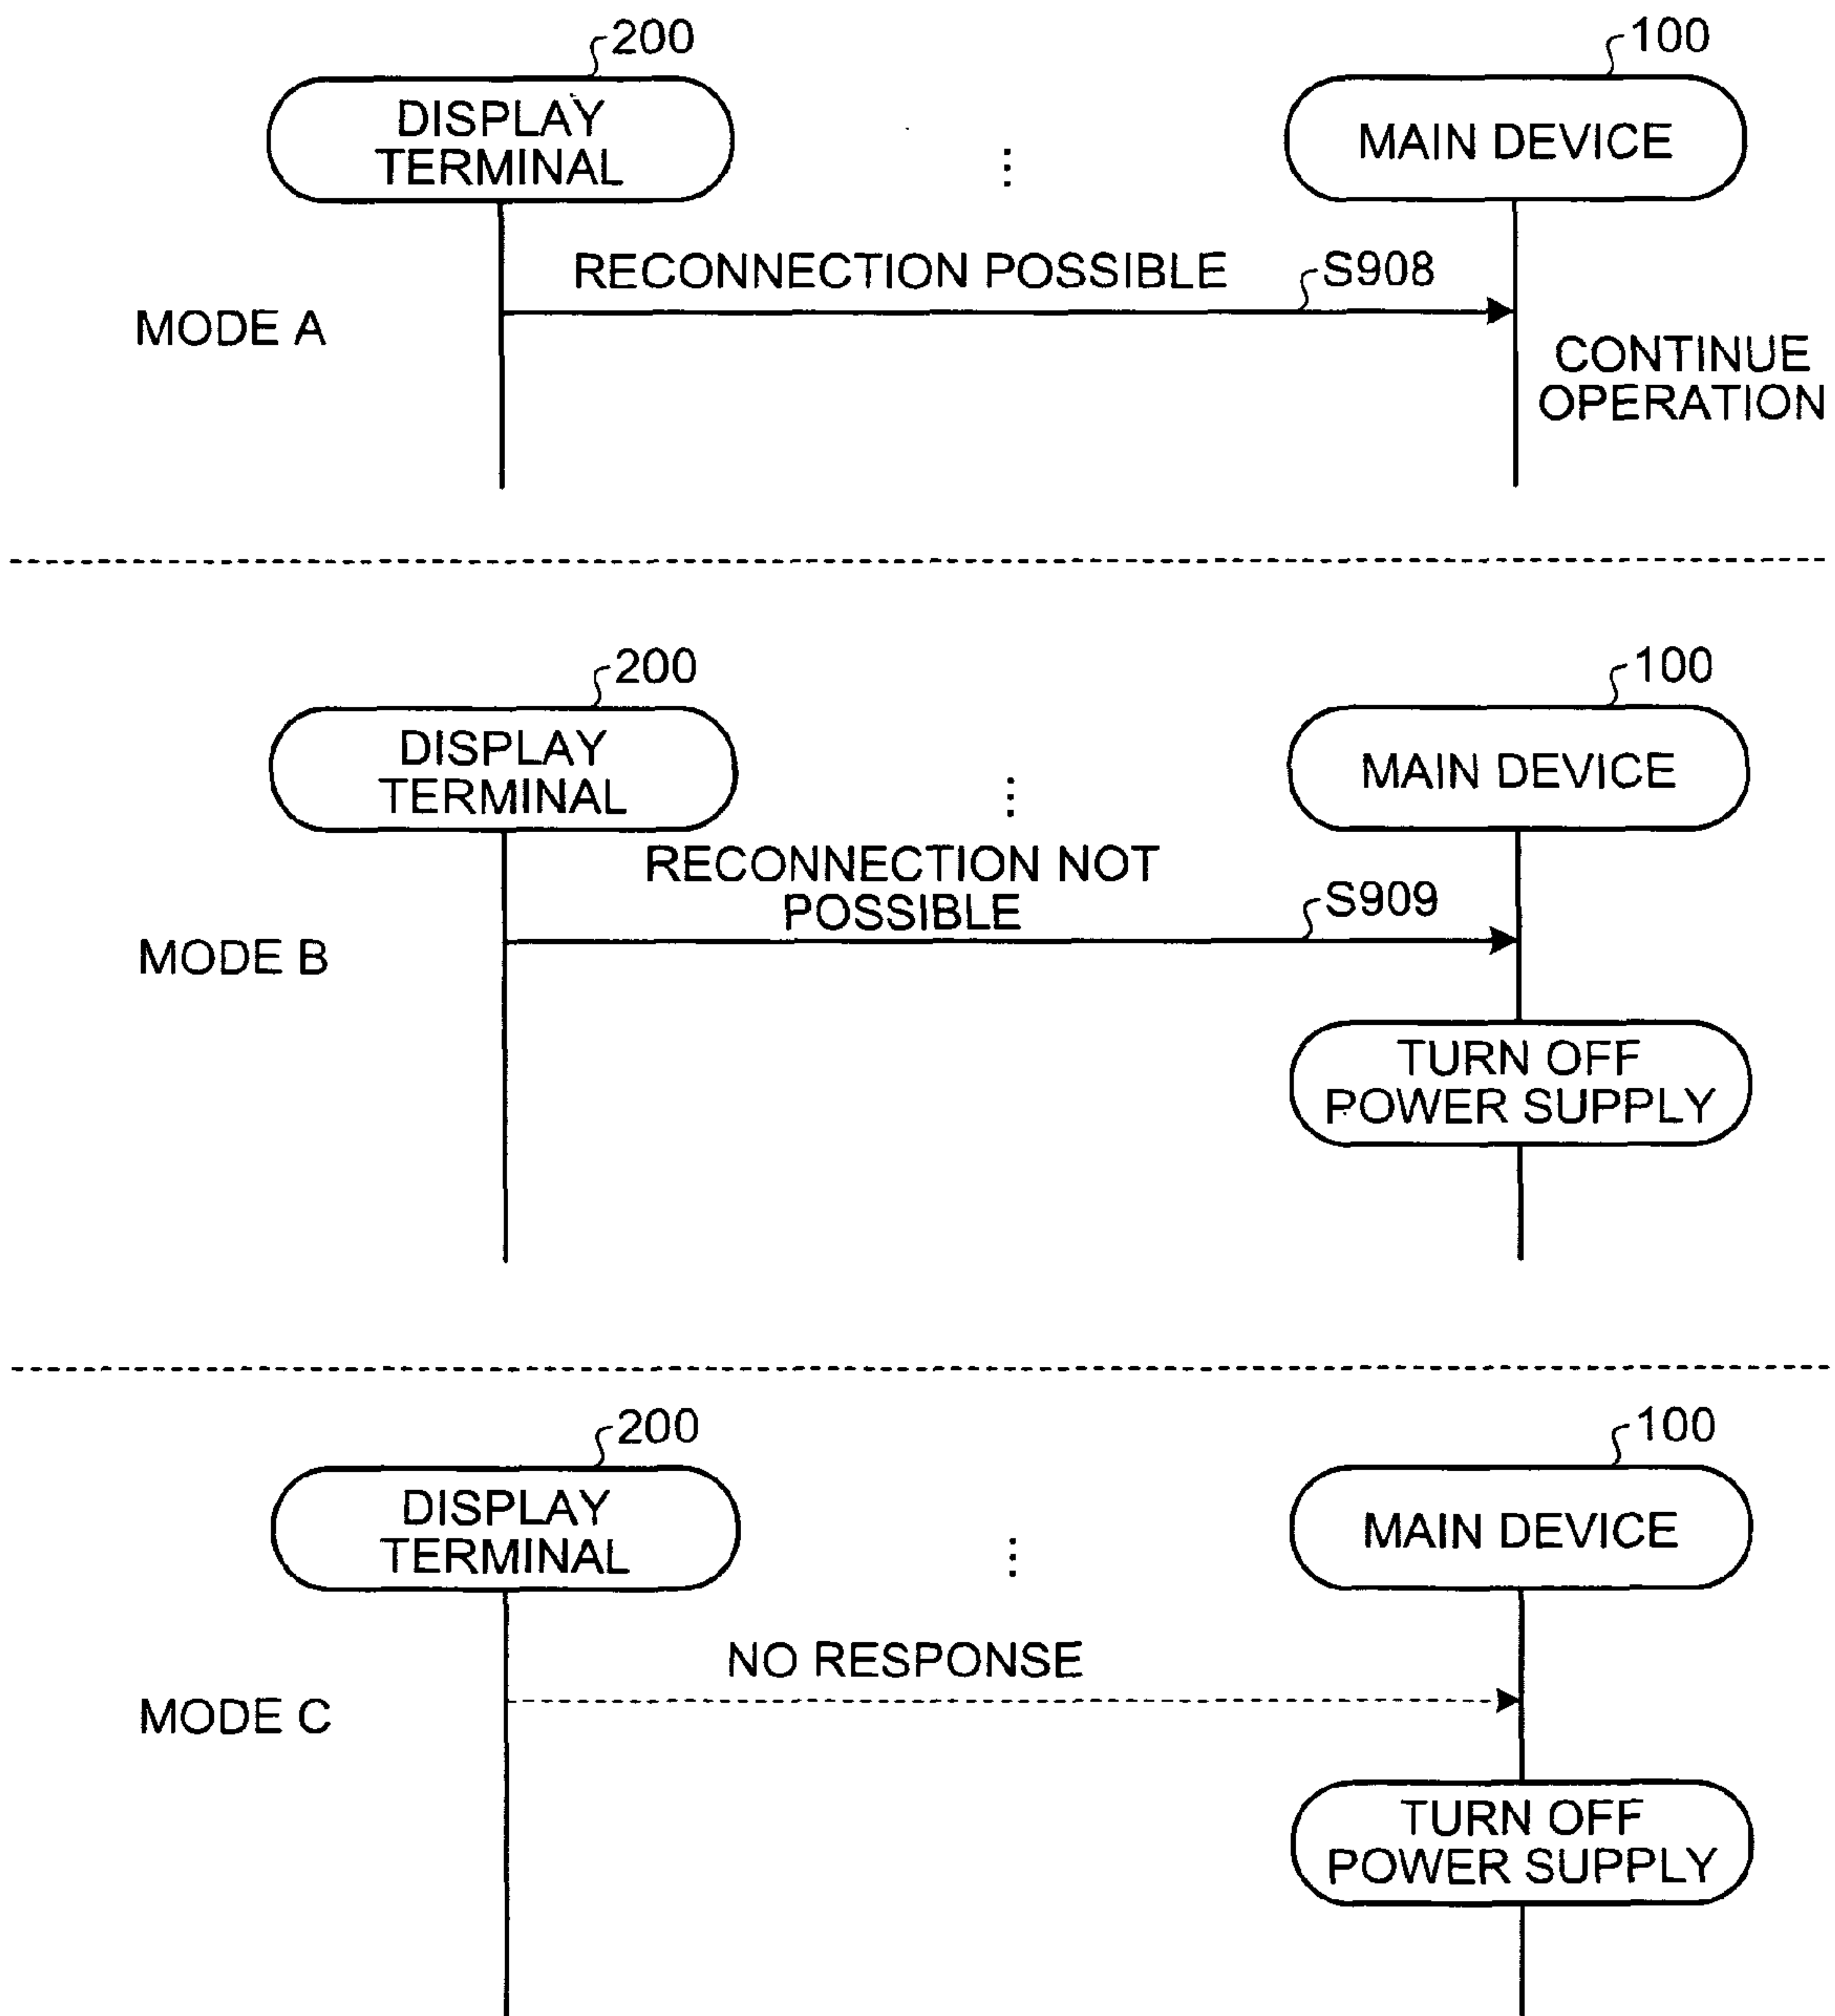 200
100
DISPLAY
TERMINAL
MAIN DEVICE
RECONNECTION POSSIBLE
S908
MODE A
CONTINUE
OPERATION
200
100
DISPLAY
TERMINAL
MAIN DEVICE
RECONNECTION NOT
POSSIBLE
S909
MODE B
TURN OFF
POWER SUPPLY
200
100
DISPLAY
TERMINAL
MAIN DEVICE
NO RESPONSE
MODE C
TURN OFF
POWER SUPPLY